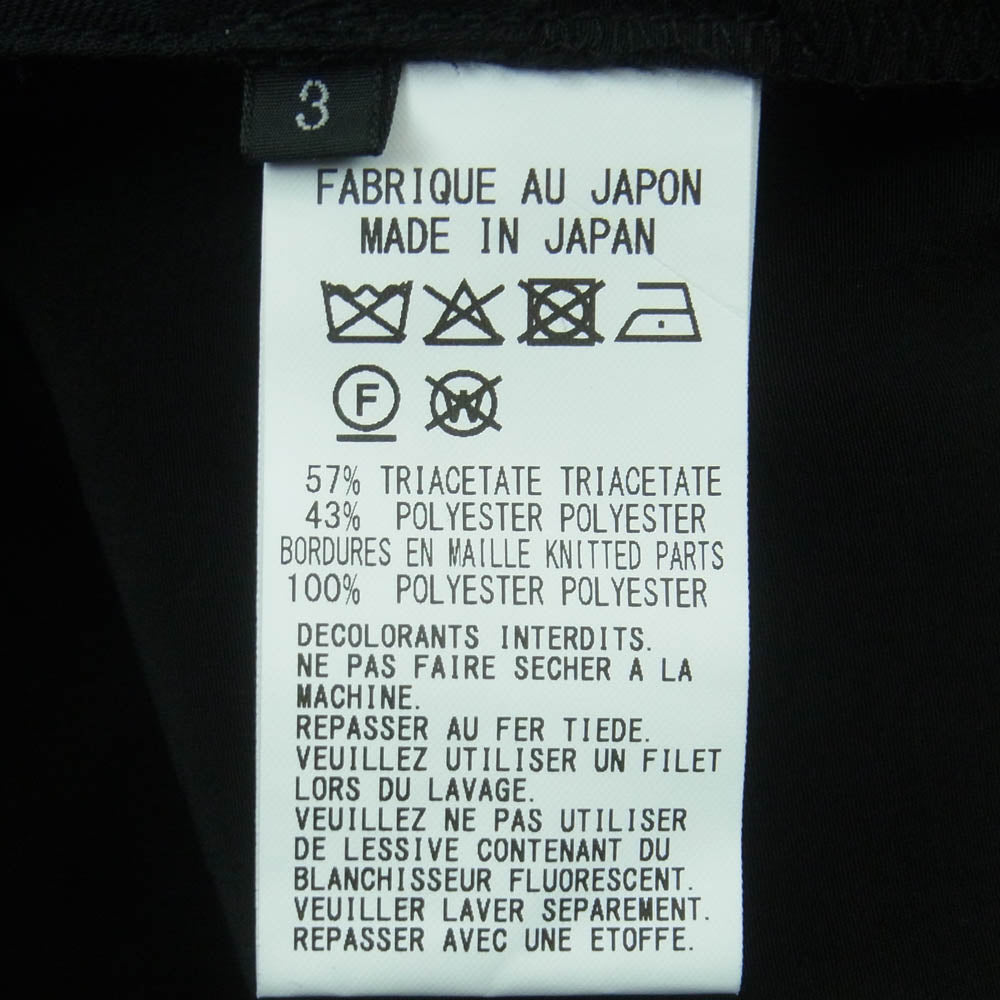 3
FABRIQUE AU JAPON
MADE IN JAPAN
F W
57% TRIACETATE TRIACETATE
43% POLYESTER POLYESTER
BORDURES EN MAILLE KNITTED PARTS
100% POLYESTER POLYESTER
DECOLORANTS INTERDITS.
NE PAS FAIRE SECHER A LA
MACHINE.
REPASSER AU FER TIEDE.
VEUILLEZ UTILISER UN FILET
LORS DU LAVAGE.
VEUILLEZ NE PAS UTILISER
DE LESSIVE CONTENANT DU
BLANCHISSEUR FLUORESCENT.
VEUILLER LAVER SEPAREMENT.
REPASSER AVEC UNE ETOFFE.